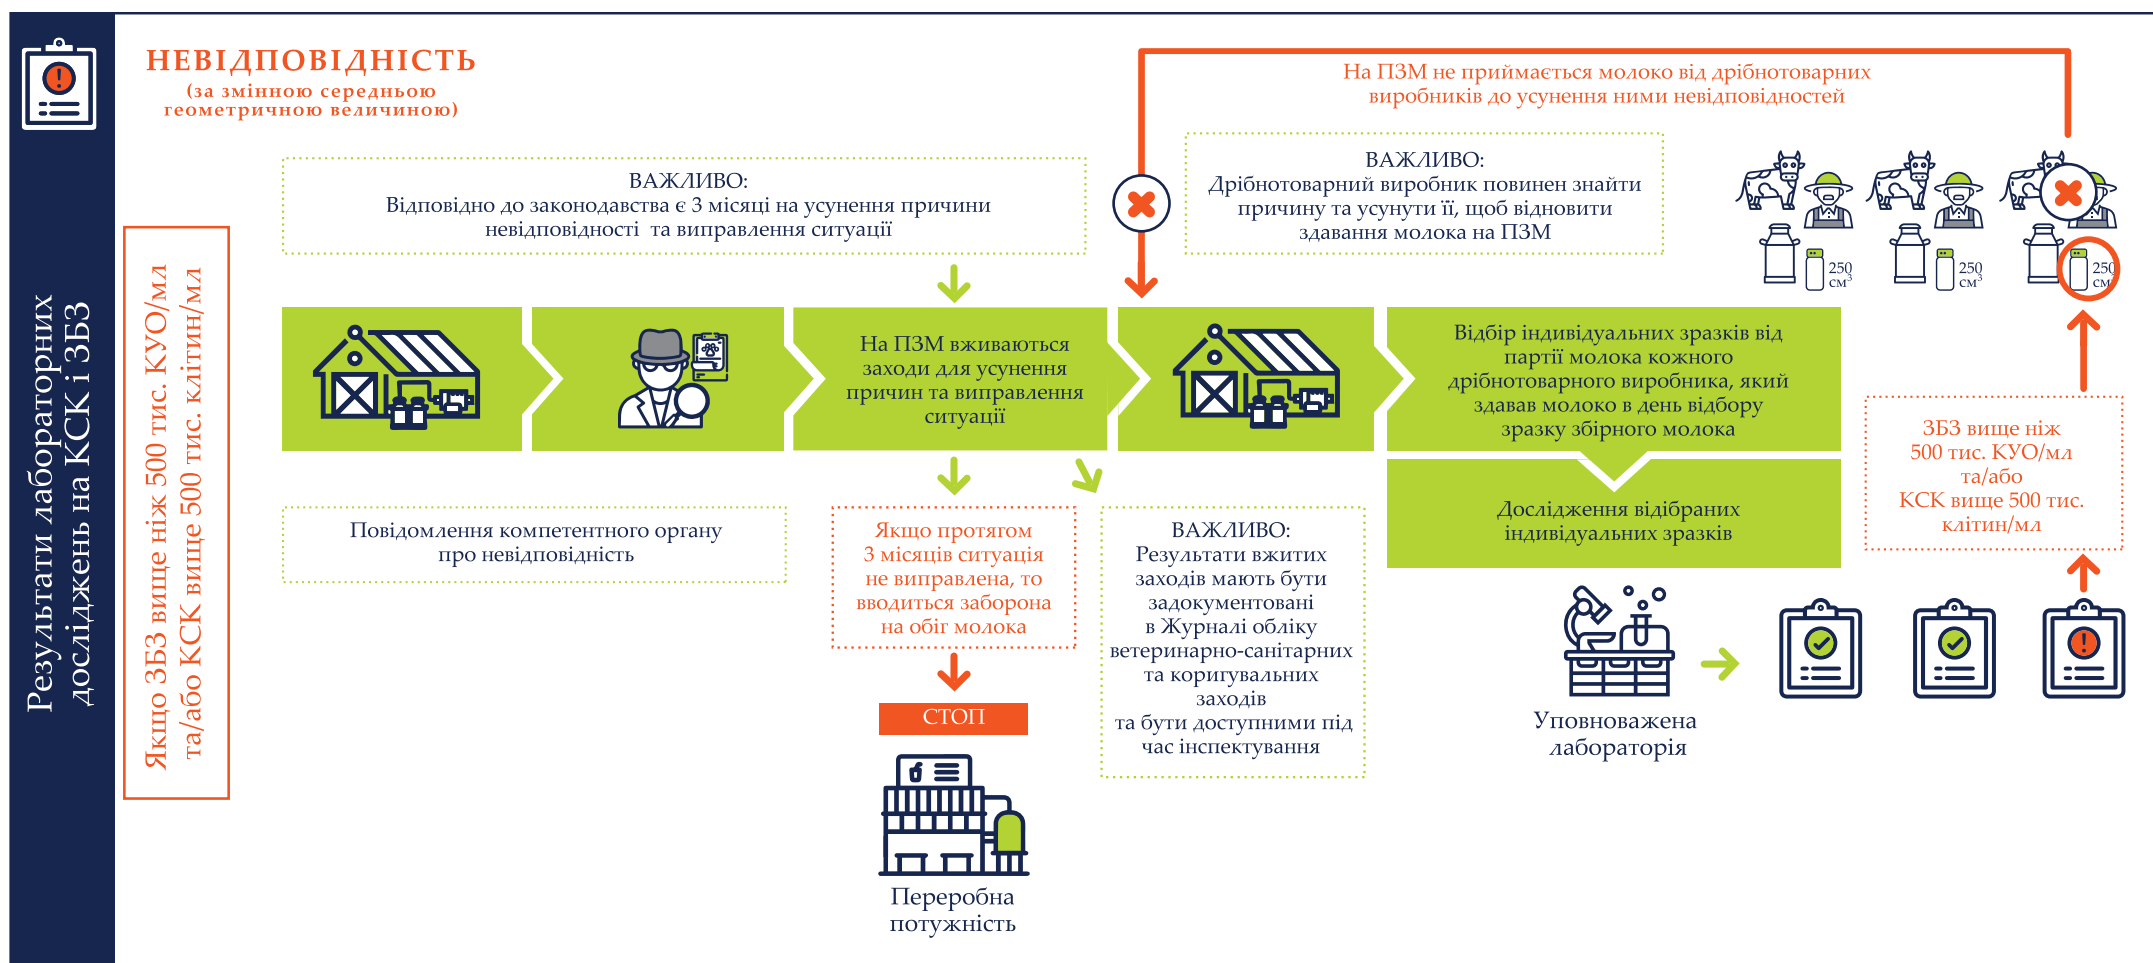 Результати лабораторних
досліджень на КСК і ЗБЗ
НЕВІДПОВІДНІСТЬ
(за змінною середньою
геометричною величиною)
Якщо ЗБЗ вище ніж 500 тис. КУО/мл
та/або КСК вище 500 тис. клітин/мл
ВАЖЛИВО:
Відповідно до законодавства є 3 місяці на усунення причини
невідповідності та виправлення ситуації
На ПЗМ не приймається молоко від дрібнотоварних
виробників до усунення ними невідповідностей
ВАЖЛИВО:
Дрібнотоварний виробник повинен знайти
причину та усунути її, щоб відновити
здавання молока на ПЗМ
250
см³
250
см³
250
см³
На ПЗМ вживаються
заходи для усунення
причин та виправлення
ситуації
Відбір індивідуальних зразків від
партії молока кожного
дрібнотоварного виробника, який
здавав молоко в день відбору
зразку збірного молока
Дослідження відібраних
індивідуальних зразків
ЗБЗ вище ніж
500 тис. КУО/мл
та/або
КСК вище 500 тис.
клітин/мл
Повідомлення компетентного органу
про невідповідність
Якщо протягом
3 місяців ситуація
не виправлена, то
вводиться заборона
на обіг молока
СТОП
Переробна
потужність
ВАЖЛИВО:
Результати вжитих
заходів мають бути
задокументовані
в Журналі обліку
ветеринарно-санітарних
та коригувальних
заходів
та бути доступними під
час інспектування
Уповноважена
лабораторія